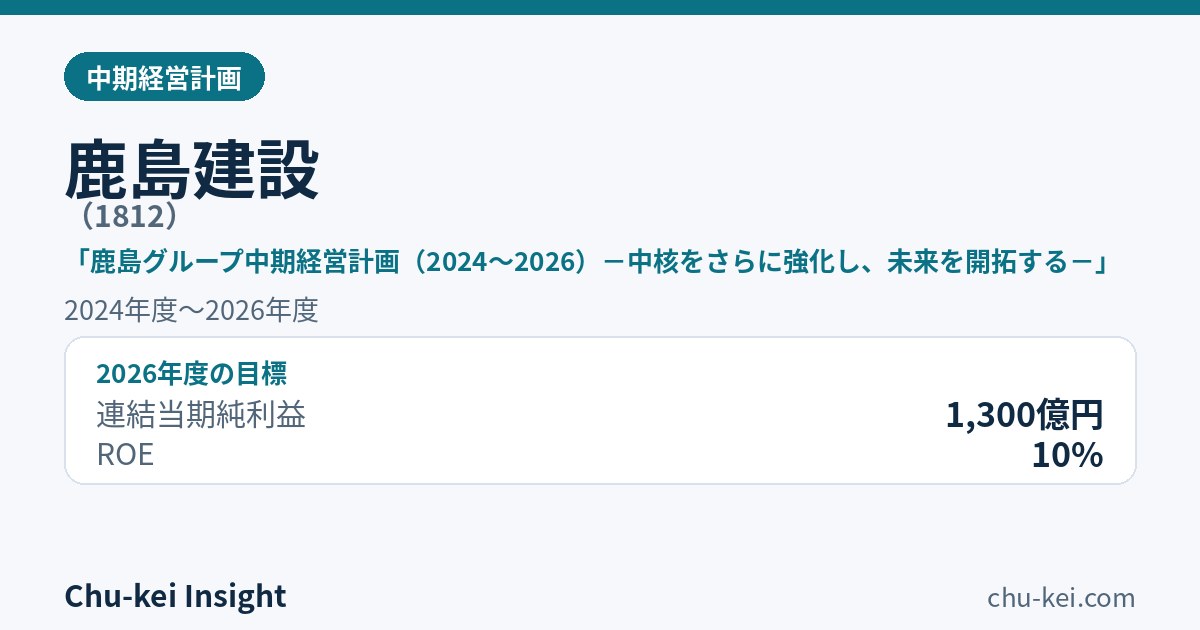 中期経営計画
鹿島建設
（1812）
「鹿島グループ中期経営計画（2024～2026）－中核をさらに強化し、未来を開拓する－」
2024年度～2026年度
2026年度の目標
連結当期純利益 1,300億円
ROE 10%
Chu-kei Insight chu-kei.com